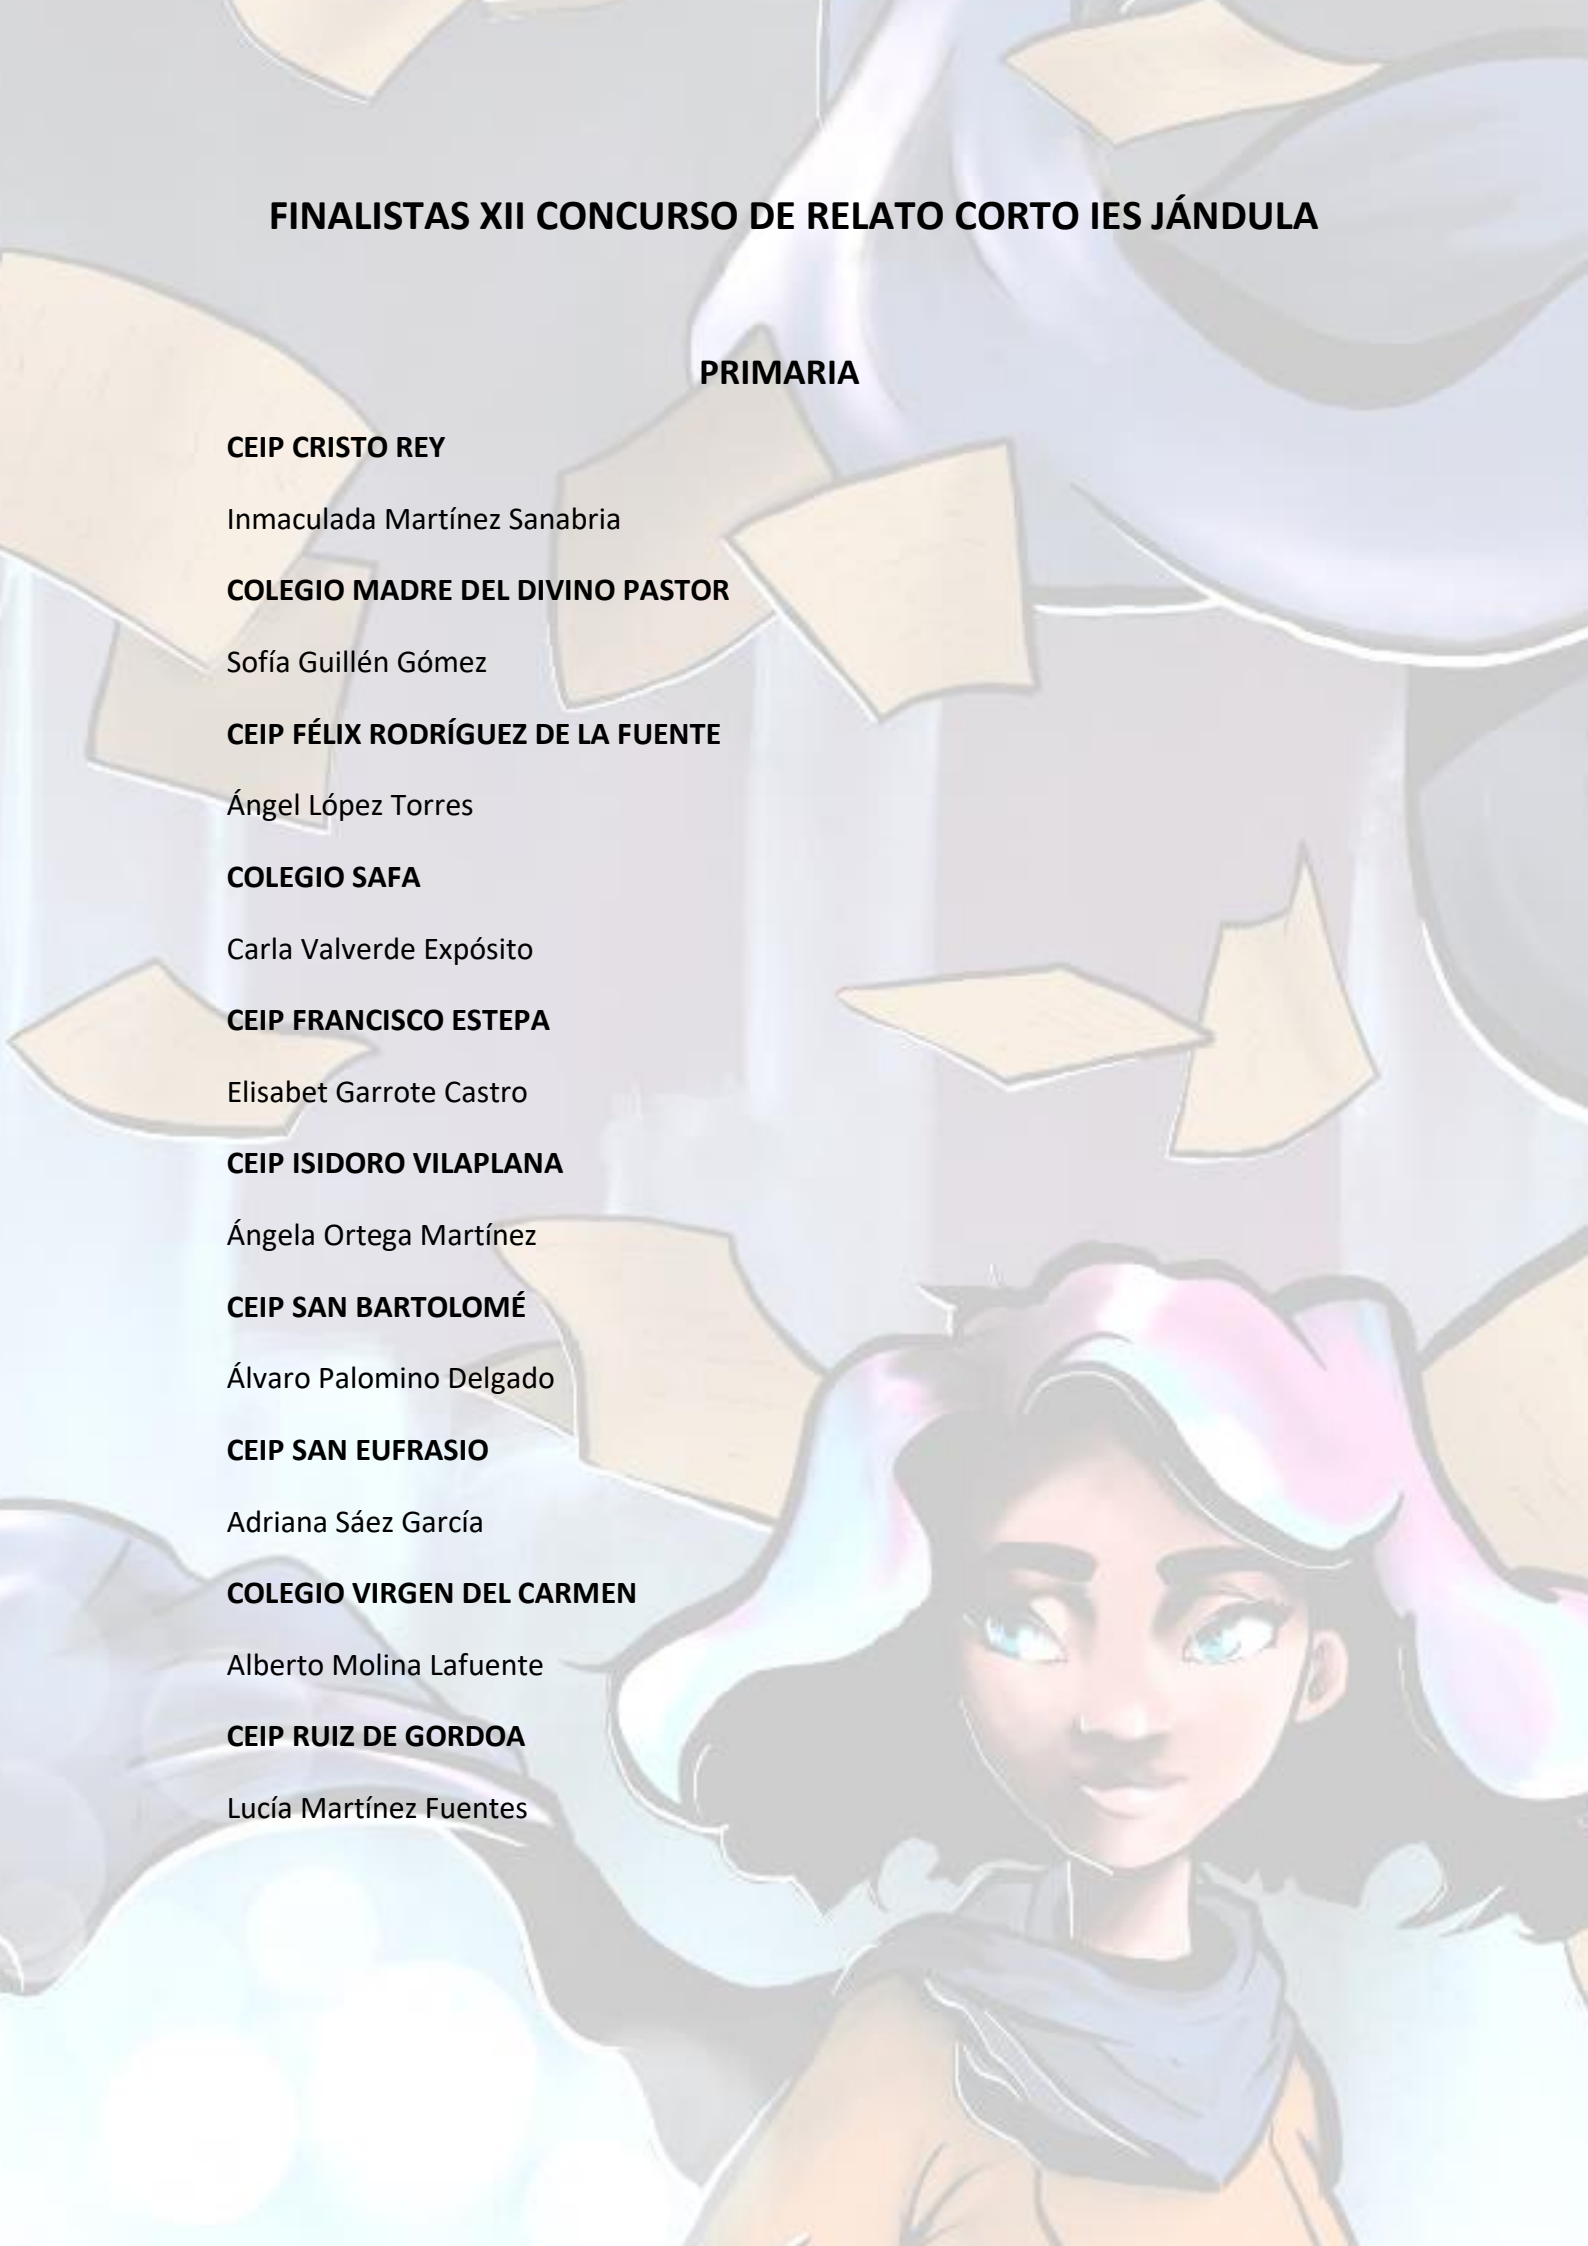 FINALISTAS XII CONCURSO DE RELATO CORTO IES JÁNDULA
PRIMARIA
CEIP CRISTO REY
Inmaculada Martínez Sanabria
COLEGIO MADRE DEL DIVINO PASTOR
Sofía Guillén Gómez
CEIP FÉLIX RODRÍGUEZ DE LA FUENTE
Ángel López Torres
COLEGIO SAFA
Carla Valverde Expósito
CEIP FRANCISCO ESTEPA
Elisabet Garrote Castro
CEIP ISIDORO VILAPLANA
Ángela Ortega Martínez
CEIP SAN BARTOLOMÉ
Álvaro Palomino Delgado
CEIP SAN EUFRASIO
Adriana Sáez García
COLEGIO VIRGEN DEL CARMEN
Alberto Molina Lafuente
CEIP RUIZ DE GORDOA
Lucía Martínez Fuentes